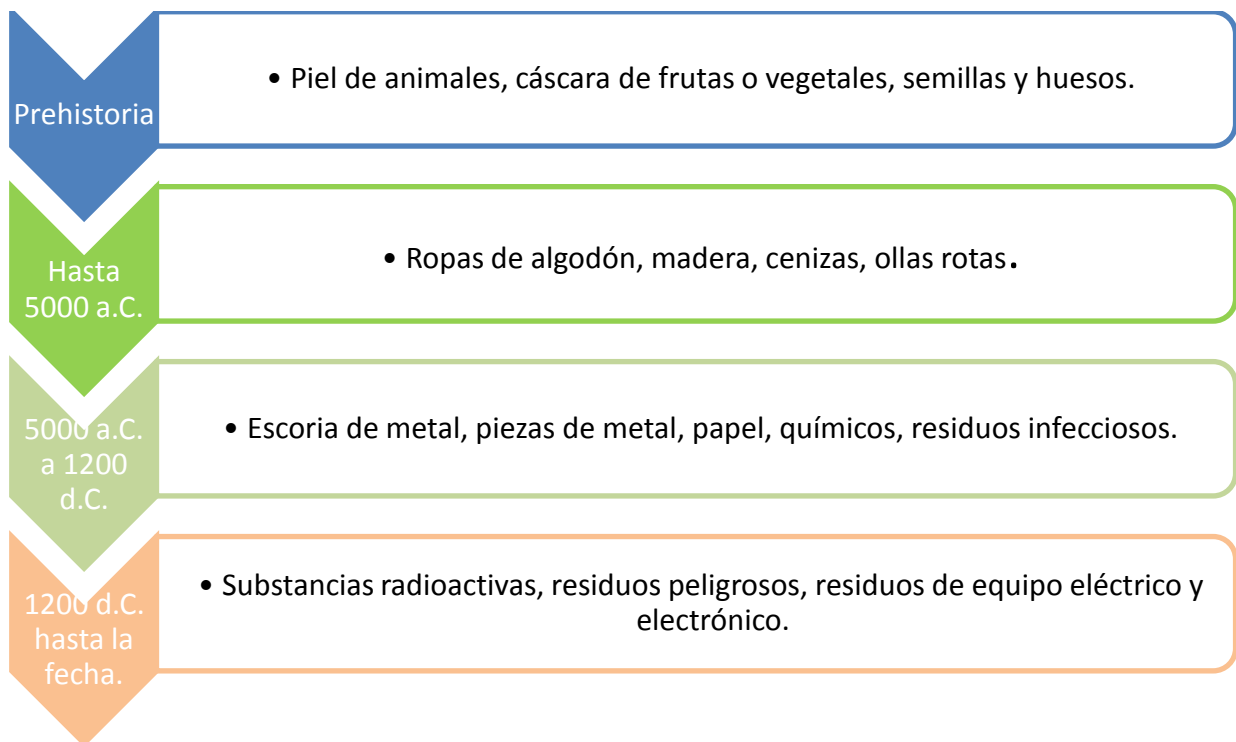 Prehistoria
• Piel de animales, cáscara de frutas o vegetales, semillas y huesos.
Hasta
5000 a.C.
• Ropas de algodón, madera, cenizas, ollas rotas.
5000 a.C.
a 1200
d.C.
• Escoria de metal, piezas de metal, papel, químicos, residuos infecciosos.
1200 d.C.
hasta la
fecha.
• Substancias radioactivas, residuos peligrosos, residuos de equipo eléctrico y
electrónico.